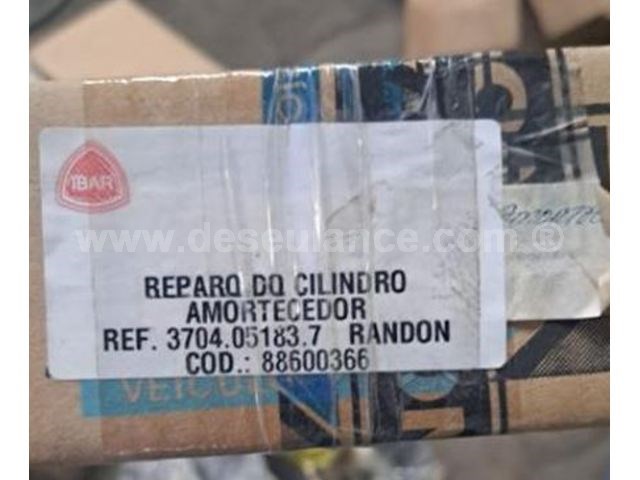 IBAR
www.deseulance.com ®
REPARO DO CILINDRO
AMORTECEDOR
REF. 3704.05183.7 RANDON
COD.: 88600366